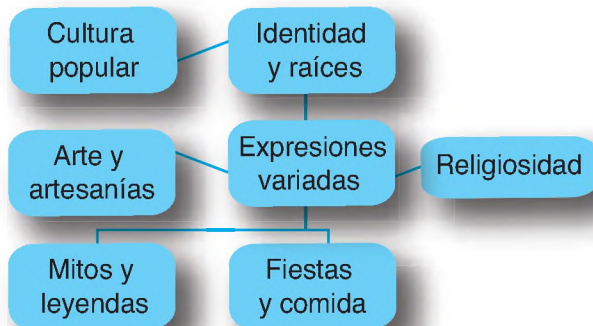 Cultura
popular
Identidad
y raíces
Arte y
artesanías
Expresiones
variadas
Religiosidad
Mitos y
leyendas
Fiestas
y comida